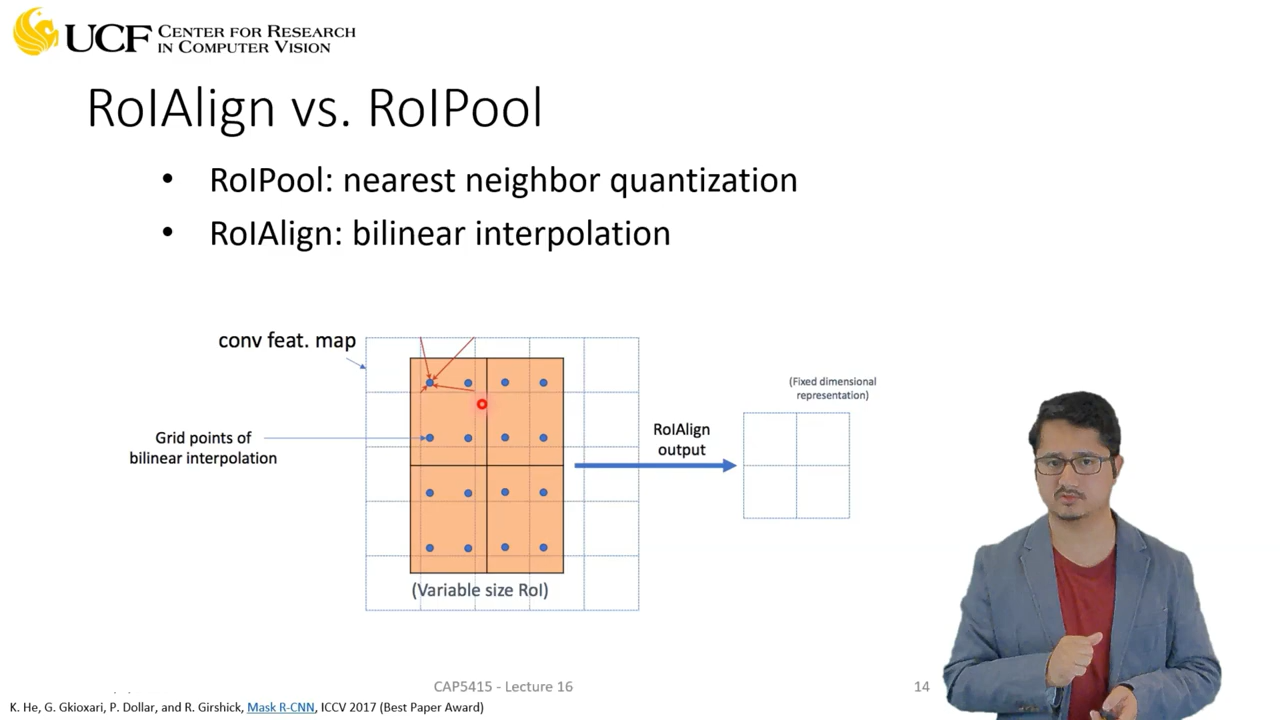 UCF CENTER FOR RESEARCH
IN COMPUTER VISION
RoIAlign vs. RoIPool
• RoIPool: nearest neighbor quantization
• RoIAlign: bilinear interpolation
conv feat. map
(Fixed dimensional
representation)
Grid points of
bilinear interpolation
RoIAlign
output
(Variable size RoI)
CAP5415 - Lecture 16
14
K. He, G. Gkioxari, P. Dollar, and R. Girshick, Mask R-CNN, ICCV 2017 (Best Paper Award)